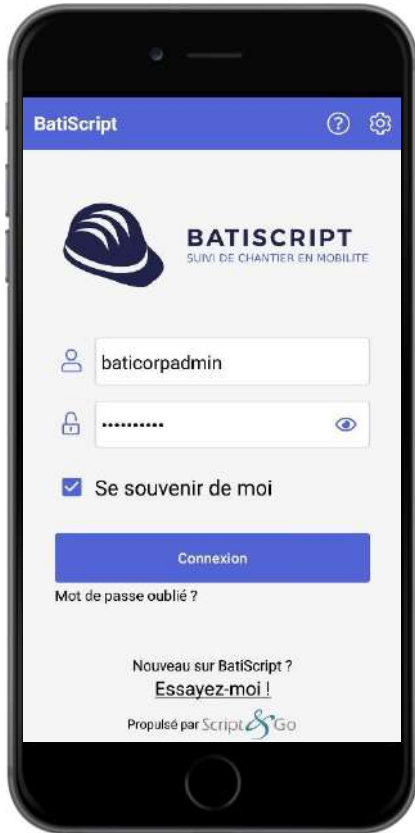 BatiScript
BATISCRIPT
SUIVI DE CHANTIER EN MOBILITÉ
baticorpadmin
••••••••••
Se souvenir de moi
Connexion
Mot de passe oublié ?
Nouveau sur BatiScript ?
Essayez-moi !
Propulsé par Script&Go